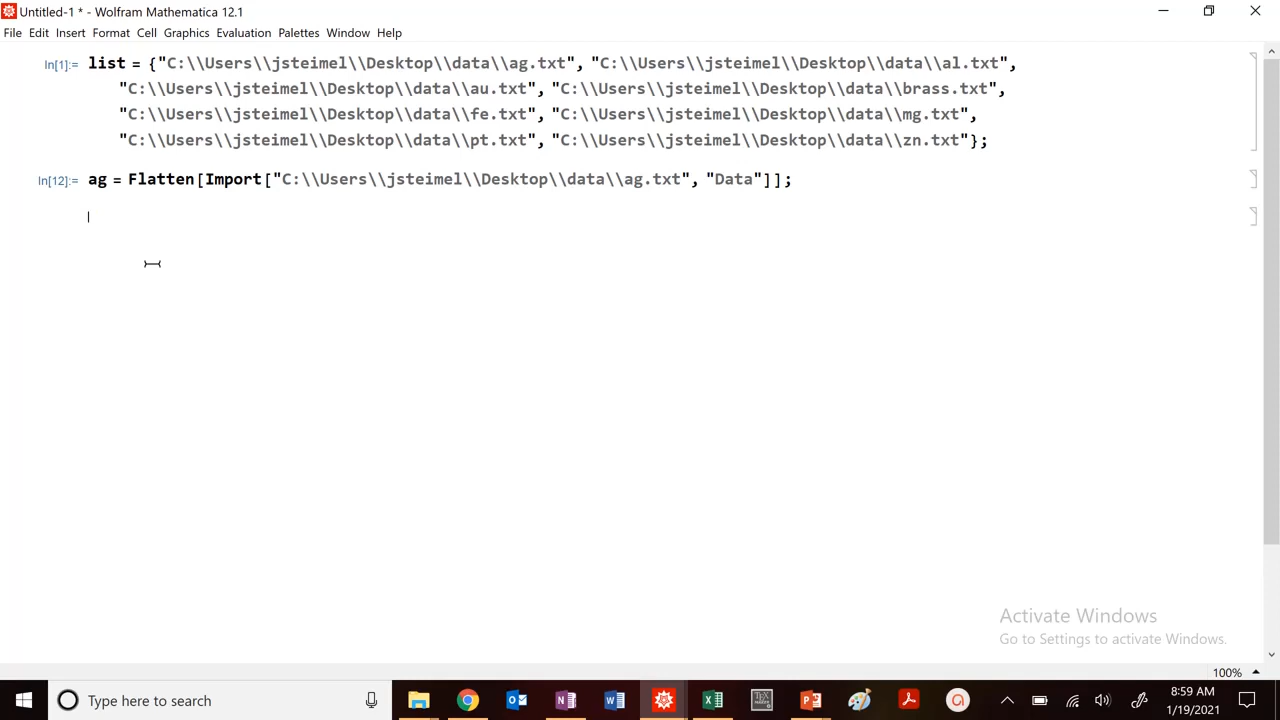 Untitled-1 * - Wolfram Mathematica 12.1
File Edit Insert Format Cell Graphics Evaluation Palettes Window Help
In[1]:= list = {"C:\\Users\\jsteimel\\Desktop\\data\\ag.txt", "C:\\Users\\jsteimel\\Desktop\\data\\al.txt",
"C:\\Users\\jsteimel\\Desktop\\data\\au.txt", "C:\\Users\\jsteimel\\Desktop\\data\\brass.txt",
"C:\\Users\\jsteimel\\Desktop\\data\\fe.txt", "C:\\Users\\jsteimel\\Desktop\\data\\mg.txt",
"C:\\Users\\jsteimel\\Desktop\\data\\pt.txt", "C:\\Users\\jsteimel\\Desktop\\data\\zn.txt"};
In[12]:= ag = Flatten[Import["C:\\Users\\jsteimel\\Desktop\\data\\ag.txt", "Data"]];
Activate Windows
Go to Settings to activate Windows.
100%
Type here to search
8:59 AM
1/19/2021